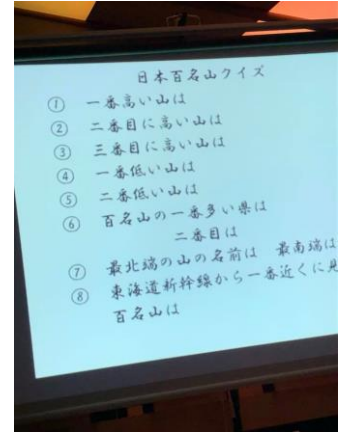 日本百名山クイズ
① 一番高い山は
② 二番目に高い山は
③ 三番目に高い山は
④ 一番低い山は
⑤ 二番低い山は
⑥ 百名山の一番多い県は
二番目は
⑦ 最北端の山の名前は 最南端は
⑧ 東海道新幹線から一番近くに見
百名山は